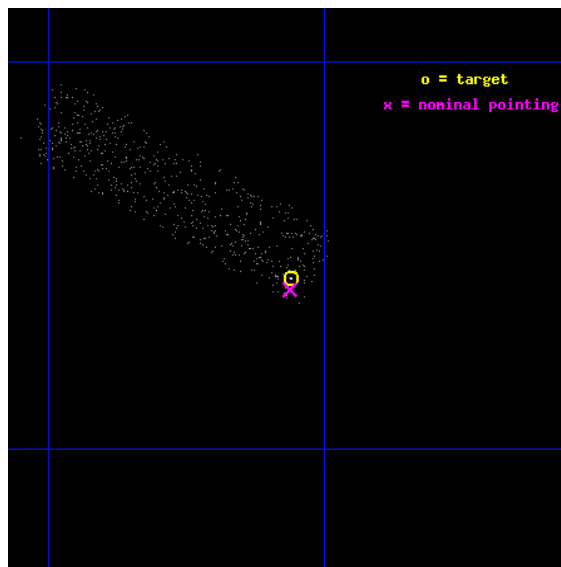 o = target
x = nominal pointing